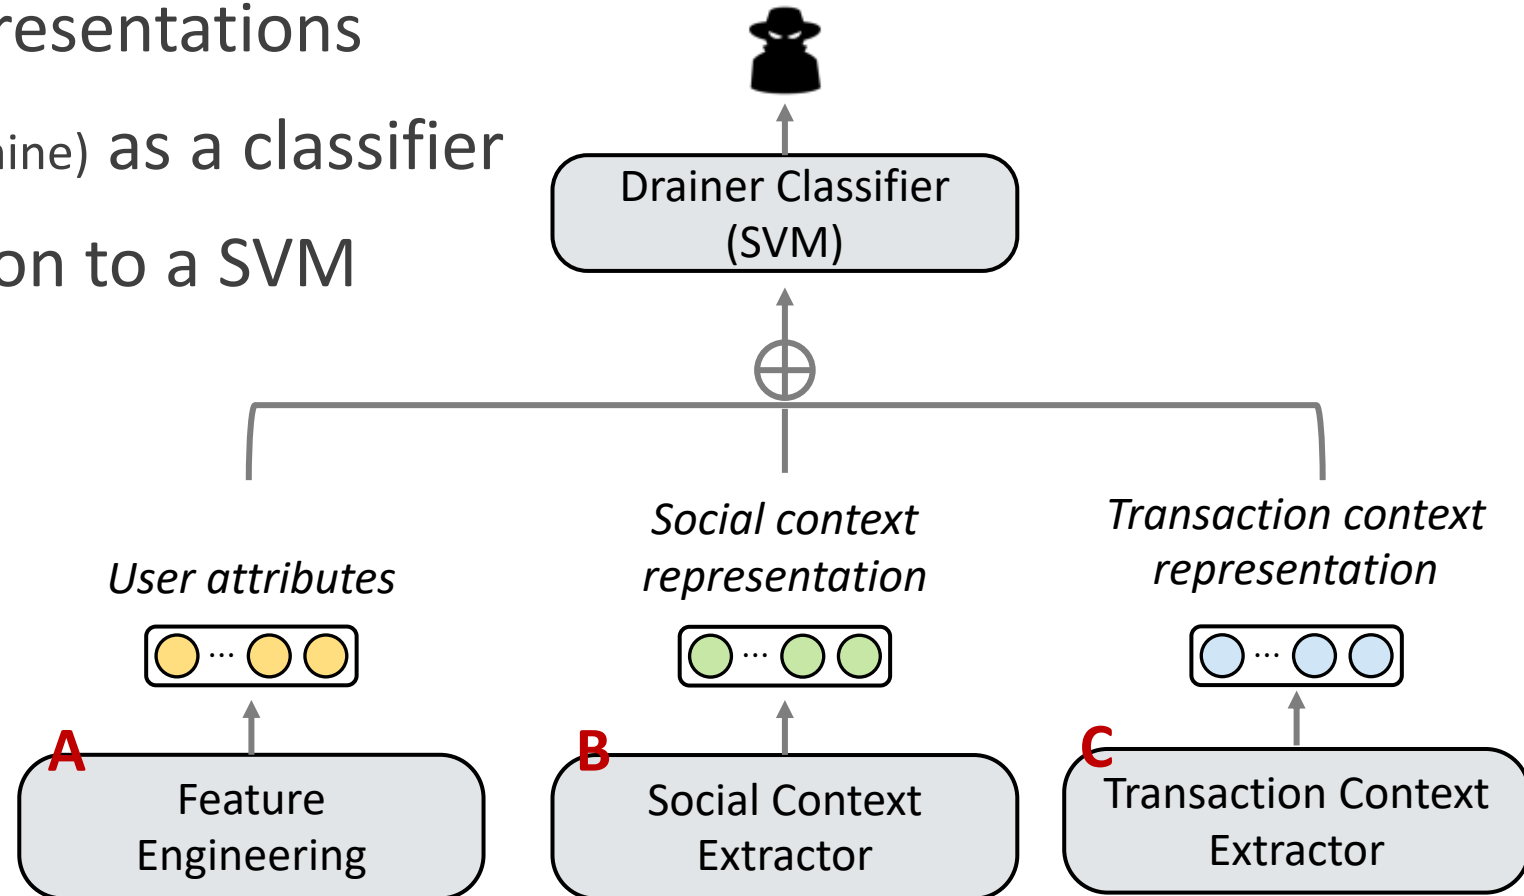 resentations
ine) as a classifier
on to a SVM
Drainer Classifier
(SVM)
User attributes
Social context
representation
Transaction context
representation
...
...
...
A
Feature
Engineering
B
Social Context
Extractor
C
Transaction Context
Extractor